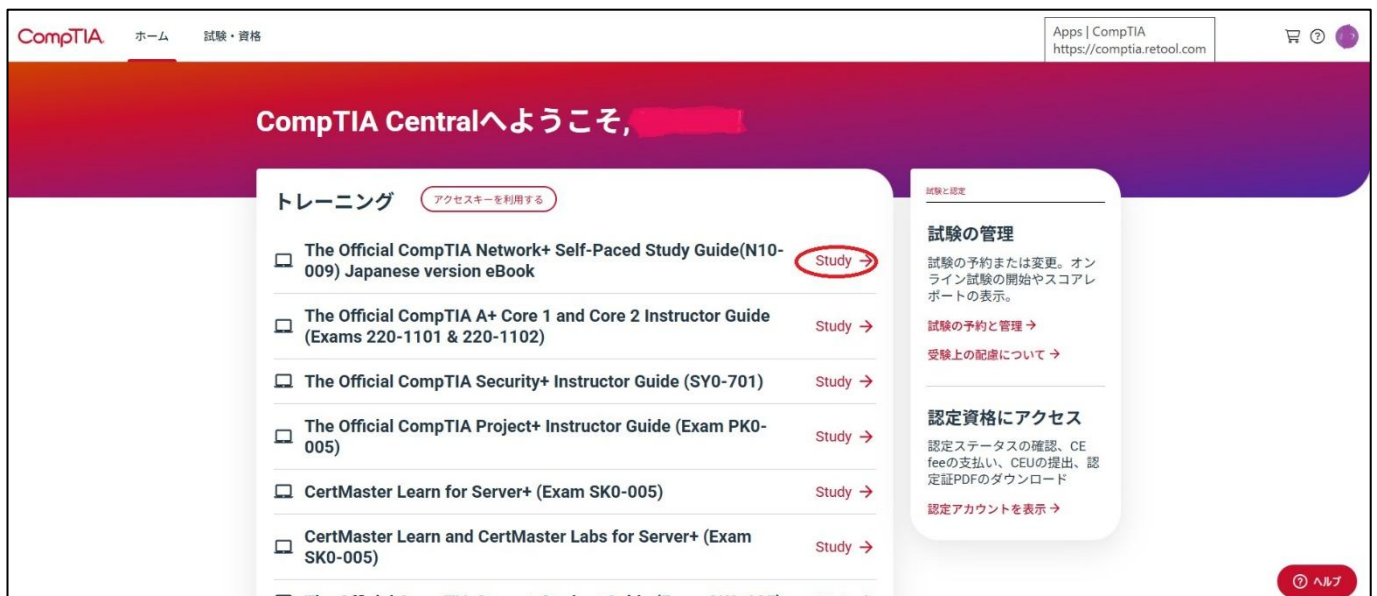 CompTIA. ホーム 試験・資格
Apps | CompTIA
https://comptia.retool.com
CompTIA Centralへようこそ,
トレーニング アクセスキーを利用する
The Official CompTIA Network+ Self-Paced Study Guide(N10-
009) Japanese version eBook
Study →
The Official CompTIA A+ Core 1 and Core 2 Instructor Guide
(Exams 220-1101 & 220-1102)
Study →
The Official CompTIA Security+ Instructor Guide (SY0-701)
Study →
The Official CompTIA Project+ Instructor Guide (Exam PK0-
005)
Study →
CertMaster Learn for Server+ (Exam SK0-005)
Study →
CertMaster Learn and CertMaster Labs for Server+ (Exam
SK0-005)
Study →
試験と認定
試験の管理
試験の予約または変更。オン
ライン試験の開始やスコアレ
ポートの表示。
試験の予約と管理 →
受験上の配慮について →
認定資格にアクセス
認定ステータスの確認、CE
feeの支払い、CEUの提出、認
定証PDFのダウンロード
認定アカウントを表示 →
ヘルプ